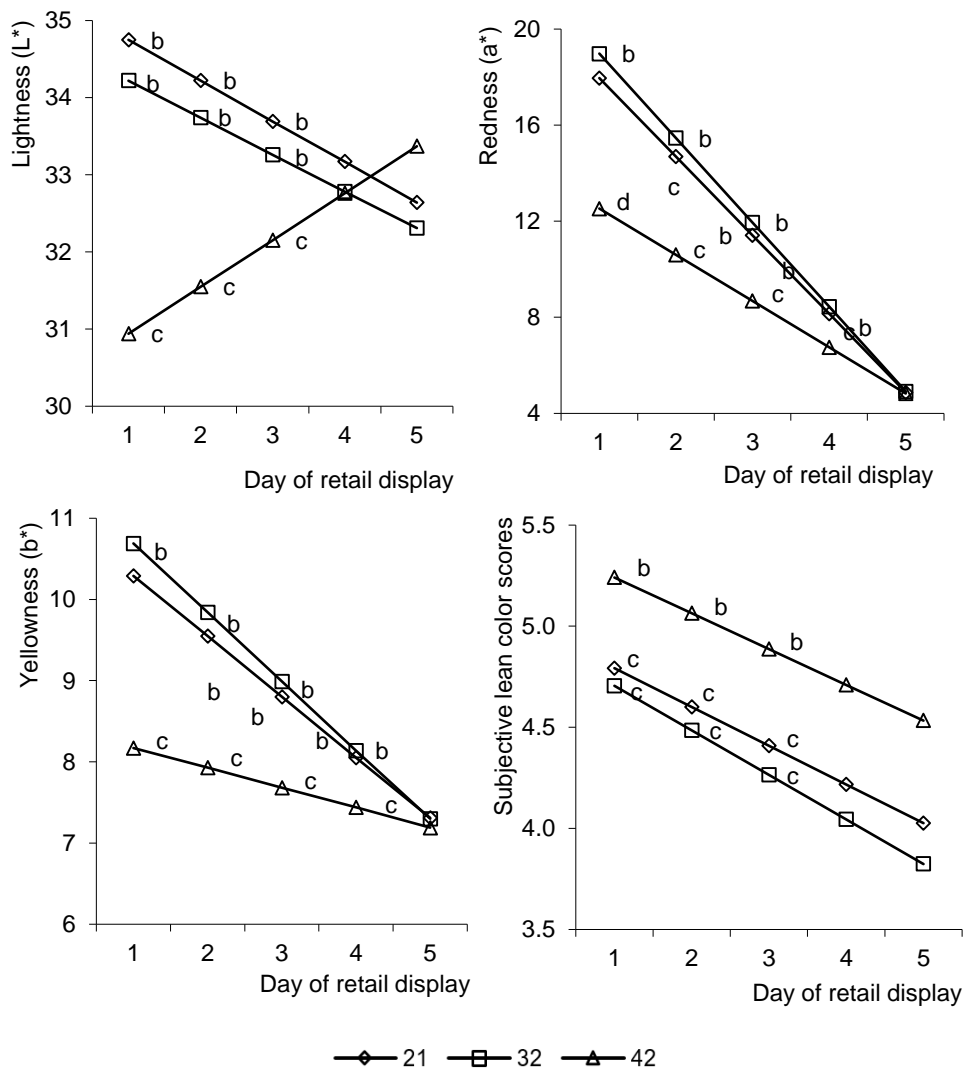 Lightness (L*)
35
34
33
32
31
30
b
b
b
b
b
b
c
c
c
1 2 3 4 5
Day of retail display
Redness (a*)
20
16
12
8
4
b
b
c
d
b
b
c
b
c
b
c
1 2 3 4 5
Day of retail display
Yellowness (b*)
11
10
9
8
7
6
b
b
b
b
b
b
b
c
c
c
c
1 2 3 4 5
Day of retail display
Subjective lean color scores
5.5
5.0
4.5
4.0
3.5
b
b
b
c
c
c
c
c
c
1 2 3 4 5
Day of retail display
21 32 42